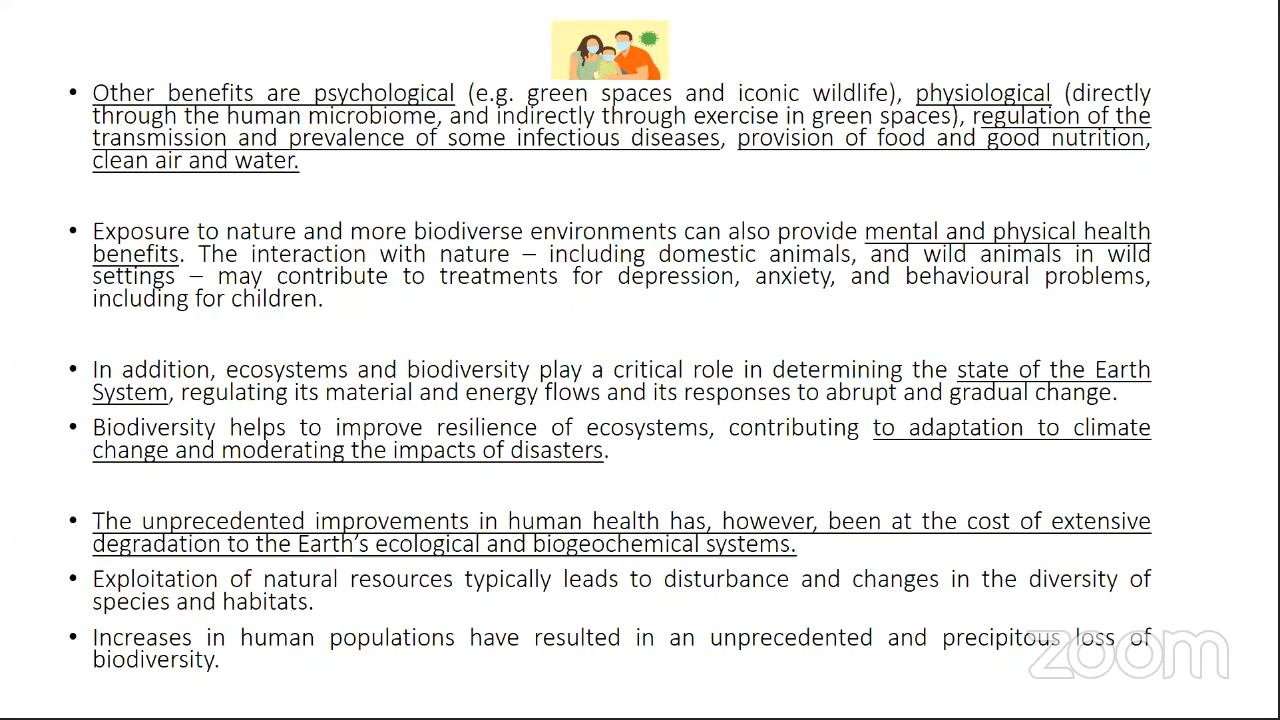 • Other benefits are psychological (e.g. green spaces and iconic wildlife), physiological (directly
through the human microbiome, and indirectly through exercise in green spaces), regulation of the
transmission and prevalence of some infectious diseases, provision of food and good nutrition,
clean air and water.
• Exposure to nature and more biodiverse environments can also provide mental and physical health
benefits. The interaction with nature – including domestic animals, and wild animals in wild
settings – may contribute to treatments for depression, anxiety, and behavioural problems,
including for children.
• In addition, ecosystems and biodiversity play a critical role in determining the state of the Earth
System, regulating its material and energy flows and its responses to abrupt and gradual change.
• Biodiversity helps to improve resilience of ecosystems, contributing to adaptation to climate
change and moderating the impacts of disasters.
• The unprecedented improvements in human health has, however, been at the cost of extensive
degradation to the Earth’s ecological and biogeochemical systems.
• Exploitation of natural resources typically leads to disturbance and changes in the diversity of
species and habitats.
• Increases in human populations have resulted in an unprecedented and precipitous loss of
biodiversity.
zoom